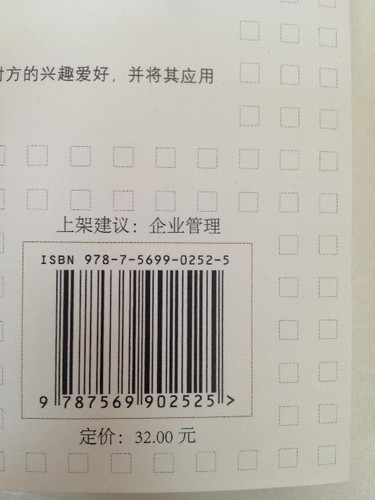 方的兴趣爱好，并将其应用
上架建议：企业管理
ISBN 978-7-5699-0252-5
9 787569 902525 >
定价：32.00 元